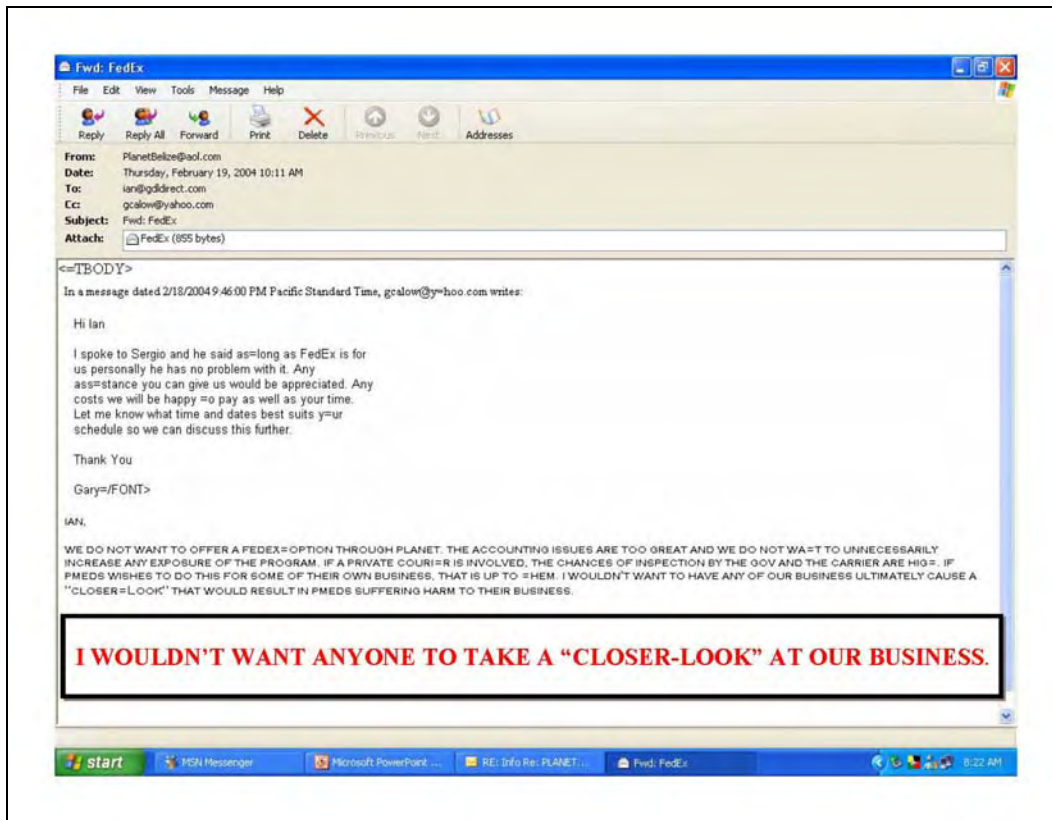 Fwd: FedEx
File Edit View Tools Message Help
Reply Reply All Forward Print Delete Previous Next Addresses
From: PlanetBelize@aol.com
Date: Thursday, February 19, 2004 10:11 AM
To: ian@gdldirect.com
Cc: gcalow@yahoo.com
Subject: Fwd: FedEx
Attach: FedEx (855 bytes)
<=TBODY>
In a message dated 2/18/2004 9:46:00 PM Pacific Standard Time, gcalow@y=hoo.com writes:
Hi Ian
I spoke to Sergio and he said as=long as FedEx is for
us personally he has no problem with it. Any
ass=stance you can give us would be appreciated. Any
costs we will be happy =o pay as well as your time.
Let me know what time and dates best suits y=ur
schedule so we can discuss this further.
Thank You
Gary=/FONT>
IAN,
WE DO NOT WANT TO OFFER A FEDEX=OPTION THROUGH PLANET. THE ACCOUNTING ISSUES ARE TOO GREAT AND WE DO NOT WA=T TO UNNECESSARILY
INCREASE ANY EXPOSURE OF THE PROGRAM. IF A PRIVATE COURI=R IS INVOLVED, THE CHANCES OF INSPECTION BY THE GOV AND THE CARRIER ARE HIG=. IF
PMEDS WISHES TO DO THIS FOR SOME OF THEIR OWN BUSINESS, THAT IS UP TO =HEM. I WOULDN'T WANT TO HAVE ANY OF OUR BUSINESS ULTIMATELY CAUSE A
"CLOSER=LOOK" THAT WOULD RESULT IN PMEDS SUFFERING HARM TO THEIR BUSINESS.
I WOULDN'T WANT ANYONE TO TAKE A “CLOSER-LOOK” AT OUR BUSINESS.
start MSN Messenger Microsoft PowerPoint ... RE: Info Re: PLANET... Fwd: FedEx 8:22 AM